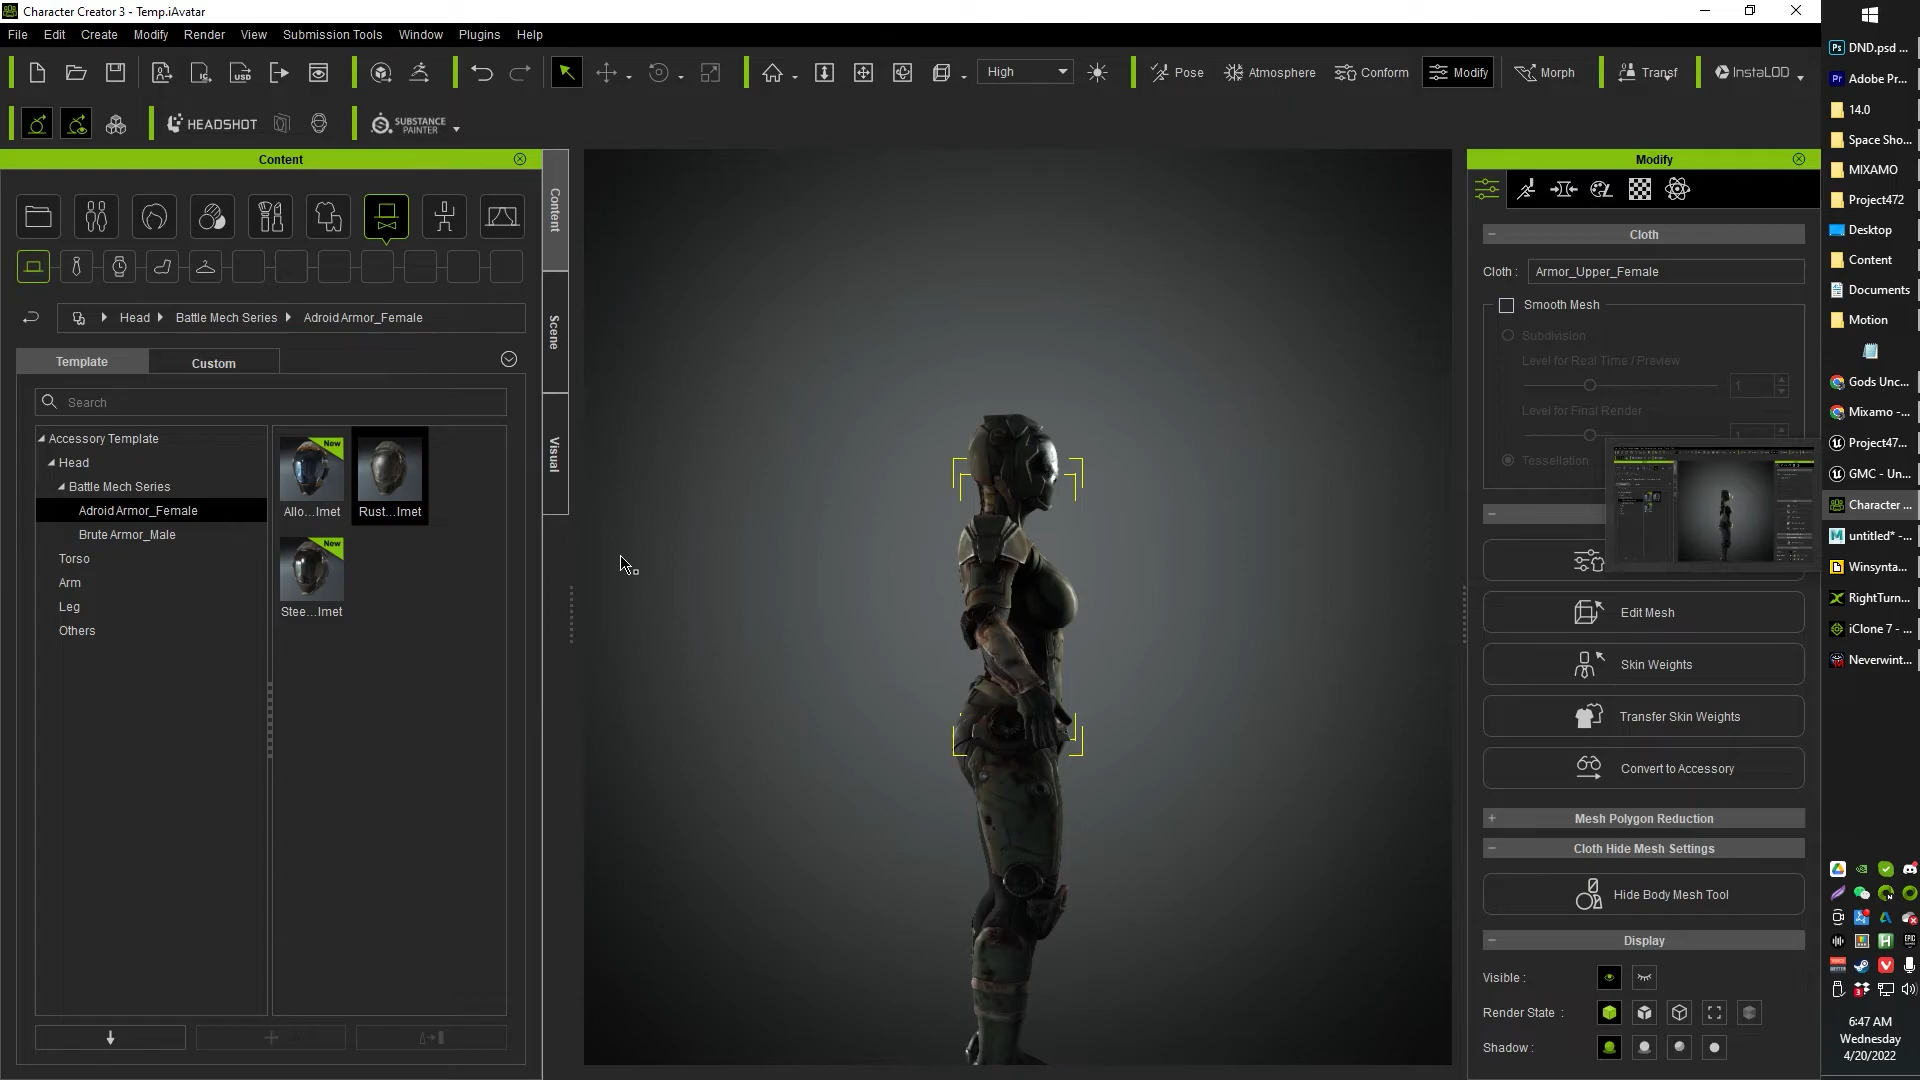 Character Creator 3 - Temp.iAvatar
File Edit Create Modify Render View Submission Tools Window Plugins Help
High Pose Atmosphere Conform Modify Morph Transf InstaLOD
HEADSHOT SUBSTANCE PAINTER
Content
Head Battle Mech Series Adroid Armor_Female
Template Custom
Search
Accessory Template
Head
Battle Mech Series
Adroid Armor_Female
Brute Armor_Male
Torso
Arm
Leg
Others
New
Allo...lmet Rust...lmet
New
Stee...lmet
Content
Scene
Visual
Modify
Cloth
Cloth : Armor_Upper_Female
Smooth Mesh
Subdivision
Level for Real Time / Preview
1
Level for Final Render
Tessellation
Edit Mesh
Skin Weights
Transfer Skin Weights
Convert to Accessory
Mesh Polygon Reduction
Cloth Hide Mesh Settings
Hide Body Mesh Tool
Display
Visible :
Render State :
Shadow :
DND.psd ...
Adobe Pr...
14.0
Space Sho...
MIXAMO
Project472
Desktop
Content
Documents
Motion
Gods Unc...
Mixamo -...
Project47...
GMC - Un...
Character ...
untitled* -...
Winsynta...
RightTurn...
iClone 7 - ...
Neverwint...
6:47 AM
Wednesday
4/20/2022